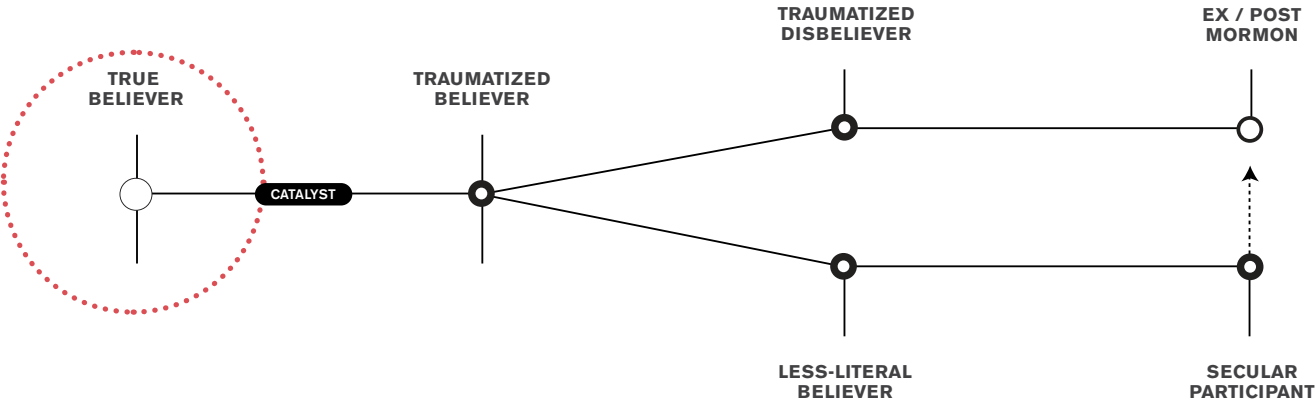 TRUE
BELIEVER
CATALYST
TRAUMATIZED
BELIEVER
TRAUMATIZED
DISBELIEVER
EX / POST
MORMON
LESS-LITERAL
BELIEVER
SECULAR
PARTICIPANT